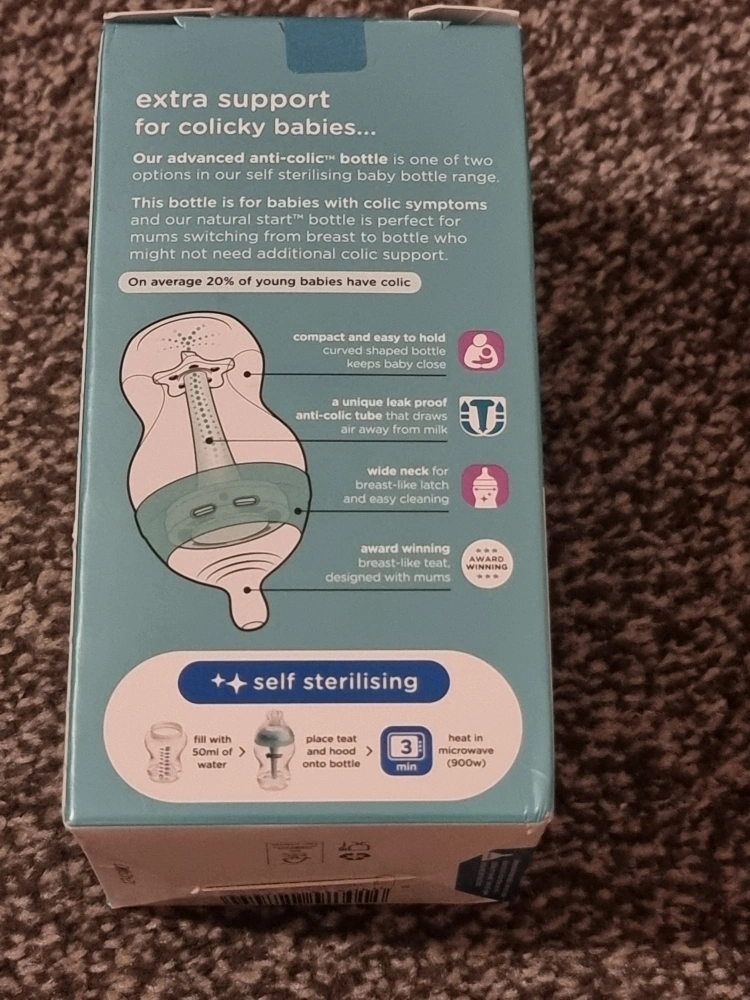 extra support
for colicky babies...
Our advanced anti-colic™ bottle is one of two
options in our self sterilising baby bottle range.
This bottle is for babies with colic symptoms
and our natural start™ bottle is perfect for
mums switching from breast to bottle who
might not need additional colic support.
On average 20% of young babies have colic
compact and easy to hold
curved shaped bottle
keeps baby close
a unique leak proof
anti-colic tube that draws
air away from milk
wide neck for
breast-like latch
and easy cleaning
award winning
breast-like teat,
designed with mums
AWARD
WINNING
self sterilising
fill with
50ml of
water
place teat
and hood
onto bottle
3
min
heat in
microwave
(900w)